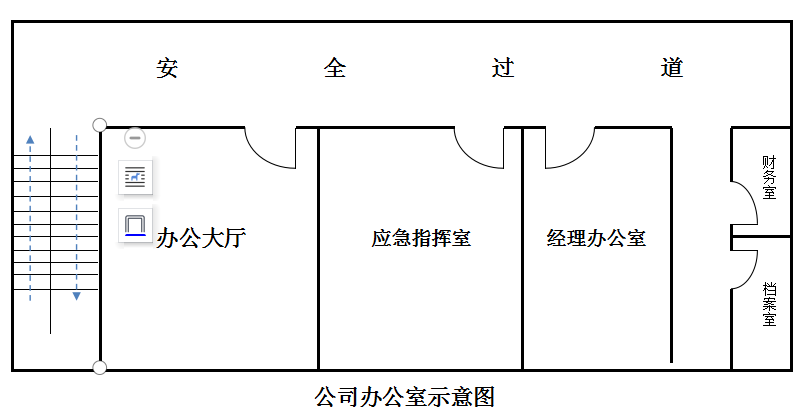 安 全 过 道
办公大厅
应急指挥室
经理办公室
财务室
档案室
公司办公室示意图